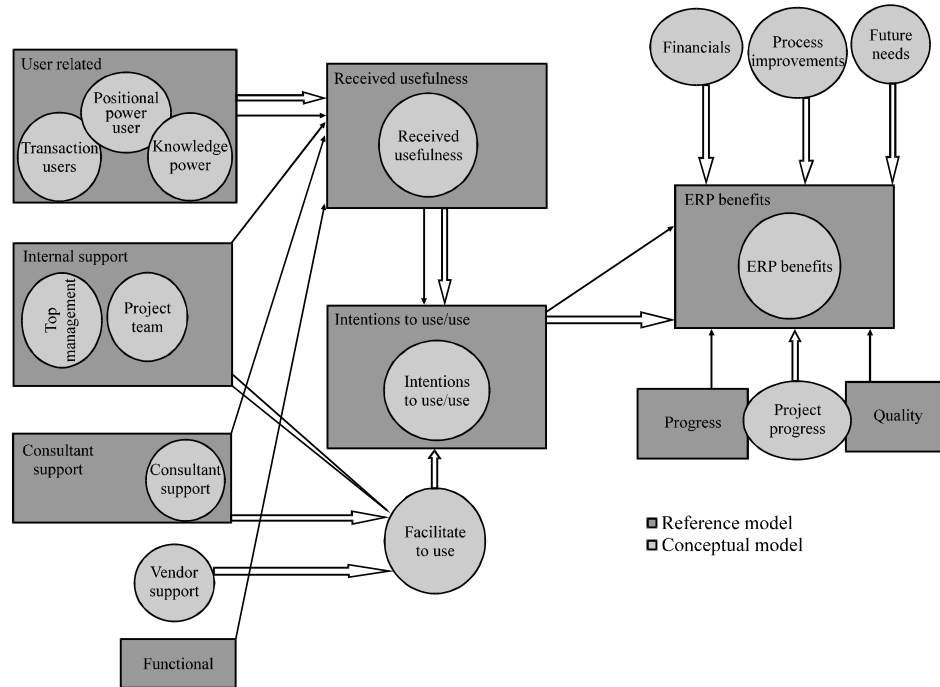 User related
Positional
power
user
Transaction
users
Knowledge
power
Received usefulness
Received
usefulness
Financials
Process
improvements
Future
needs
ERP benefits
ERP benefits
Internal support
Top
management
Project
team
Intentions to use/use
Intentions
to use/use
Progress
Project
progress
Quality
Consultant
support
Consultant
support
Facilitate
to use
Vendor
support
Functional
Reference model
Conceptual model